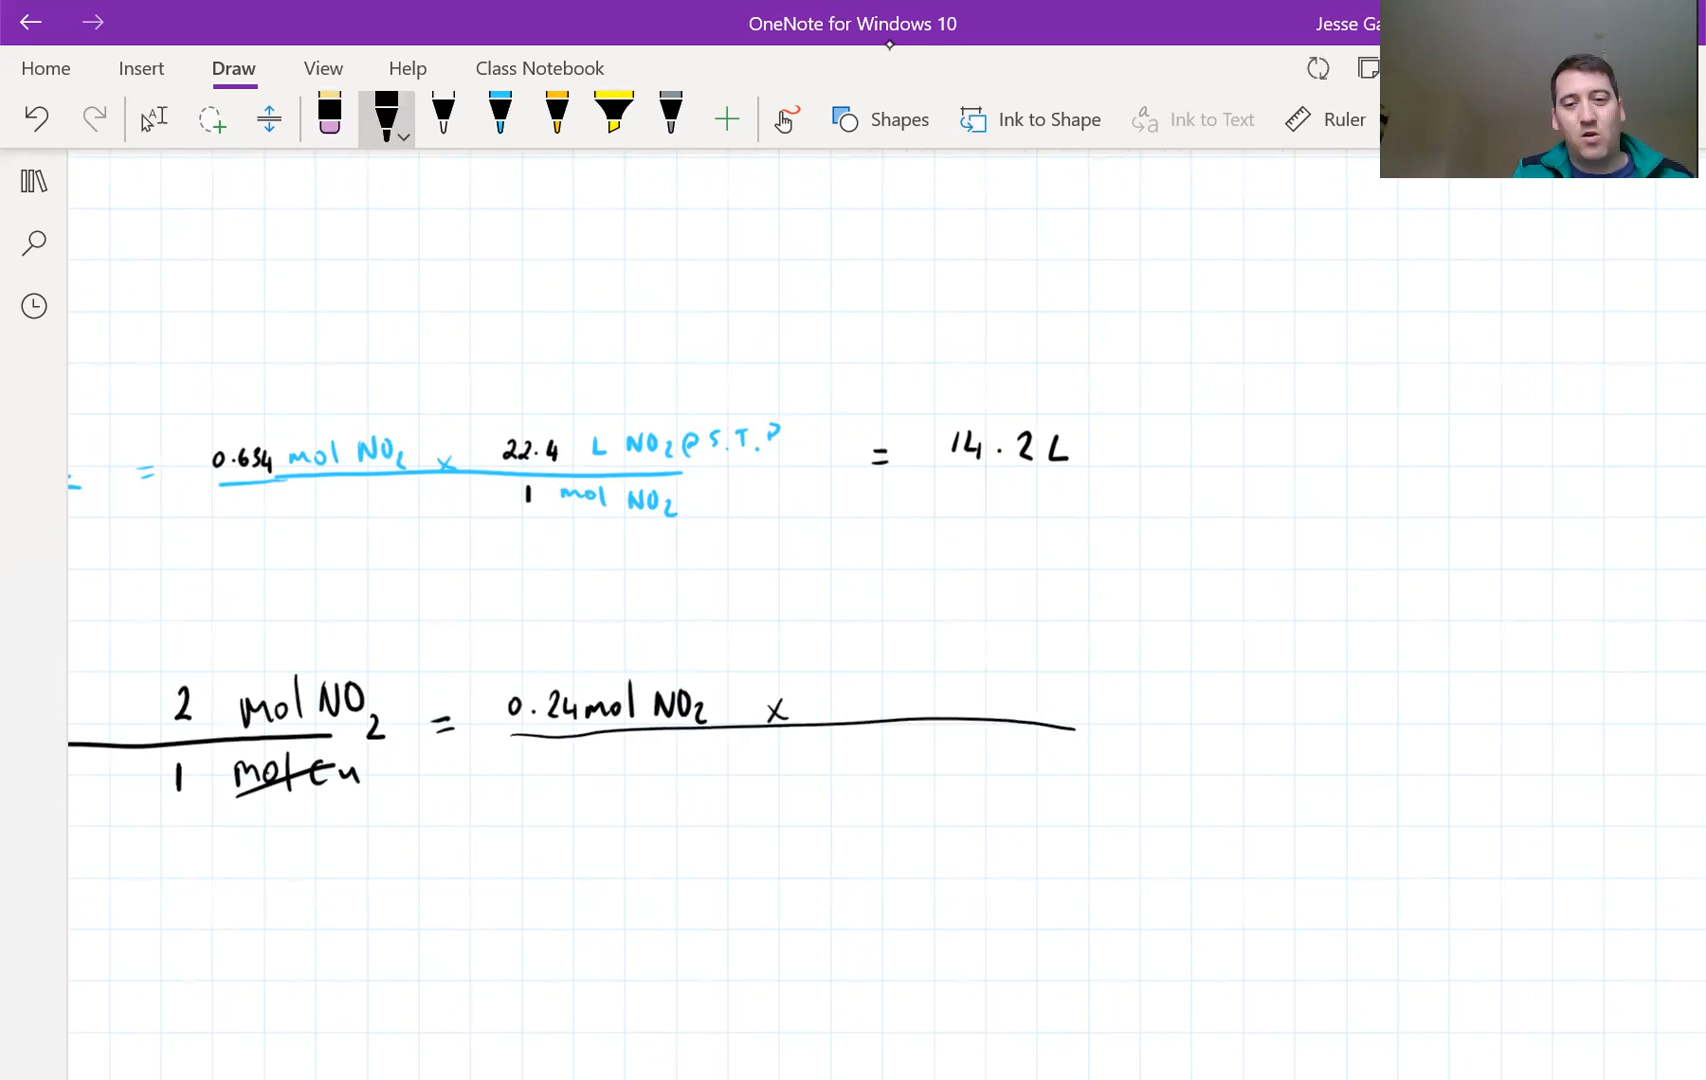 OneNote for Windows 10
Jesse Ga
Home Insert Draw View Help Class Notebook
Shapes Ink to Shape Ink to Text Ruler
= 0.634 mol NO2 x 22.4 L NO2 @ S.T.P = 14.2 L
1 mol NO2
2 mol NO2 = 0.24 mol NO2 x
1 mol Cu